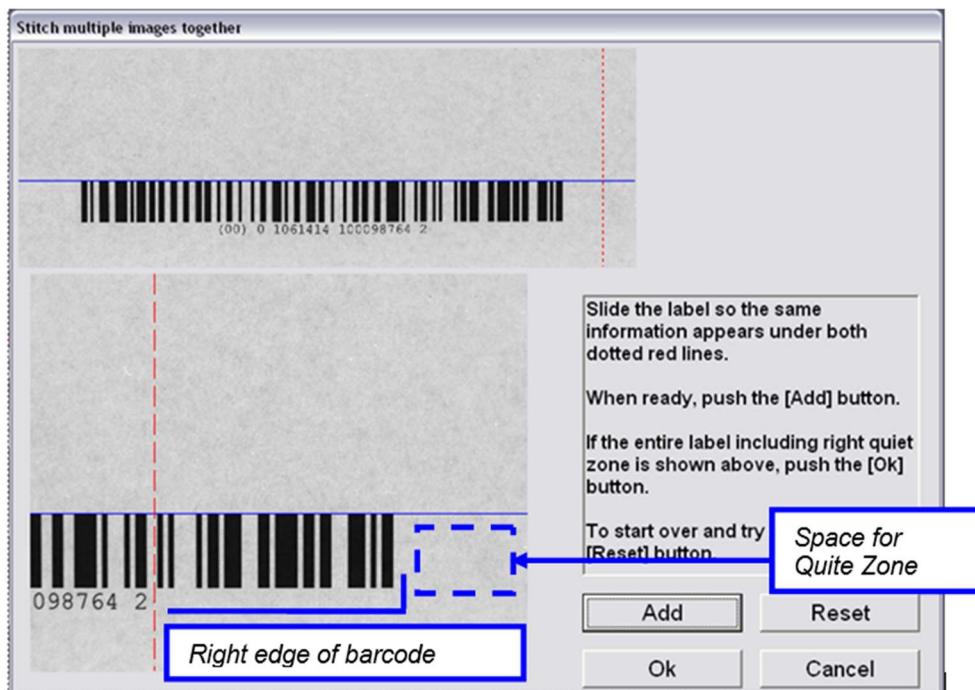 Stitch multiple images together
(00) 0 1061414 100098764 2
Slide the label so the same
information appears under both
dotted red lines.
When ready, push the [Add] button.
If the entire label including right quiet
zone is shown above, push the [Ok]
button.
To start over and try
[Reset] button.
Space for
Quite Zone
098764 2
Right edge of barcode
Add
Reset
Ok
Cancel